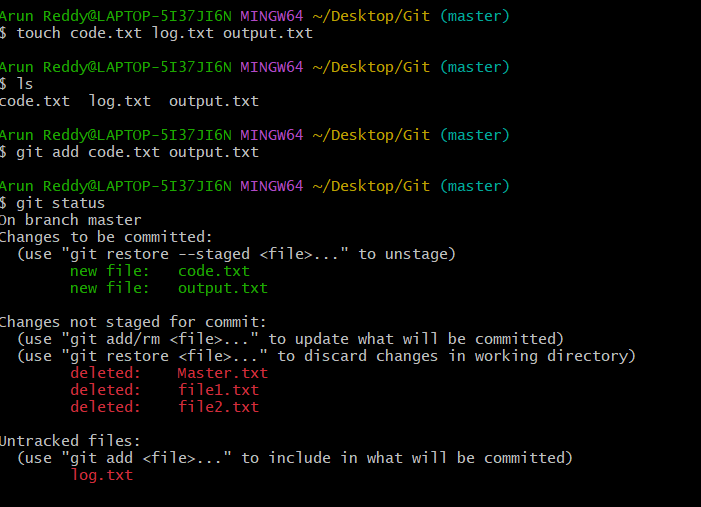 Arun Reddy@LAPTOP-5I37JI6N MINGW64 ~/Desktop/Git (master)
$ touch code.txt log.txt output.txt
Arun Reddy@LAPTOP-5I37JI6N MINGW64 ~/Desktop/Git (master)
$ ls
code.txt  log.txt  output.txt
Arun Reddy@LAPTOP-5I37JI6N MINGW64 ~/Desktop/Git (master)
$ git add code.txt output.txt
Arun Reddy@LAPTOP-5I37JI6N MINGW64 ~/Desktop/Git (master)
$ git status
On branch master
Changes to be committed:
  (use "git restore --staged <file>..." to unstage)
        new file:   code.txt
        new file:   output.txt
Changes not staged for commit:
  (use "git add/rm <file>..." to update what will be committed)
  (use "git restore <file>..." to discard changes in working directory)
        deleted:    Master.txt
        deleted:    file1.txt
        deleted:    file2.txt
Untracked files:
  (use "git add <file>..." to include in what will be committed)
        log.txt